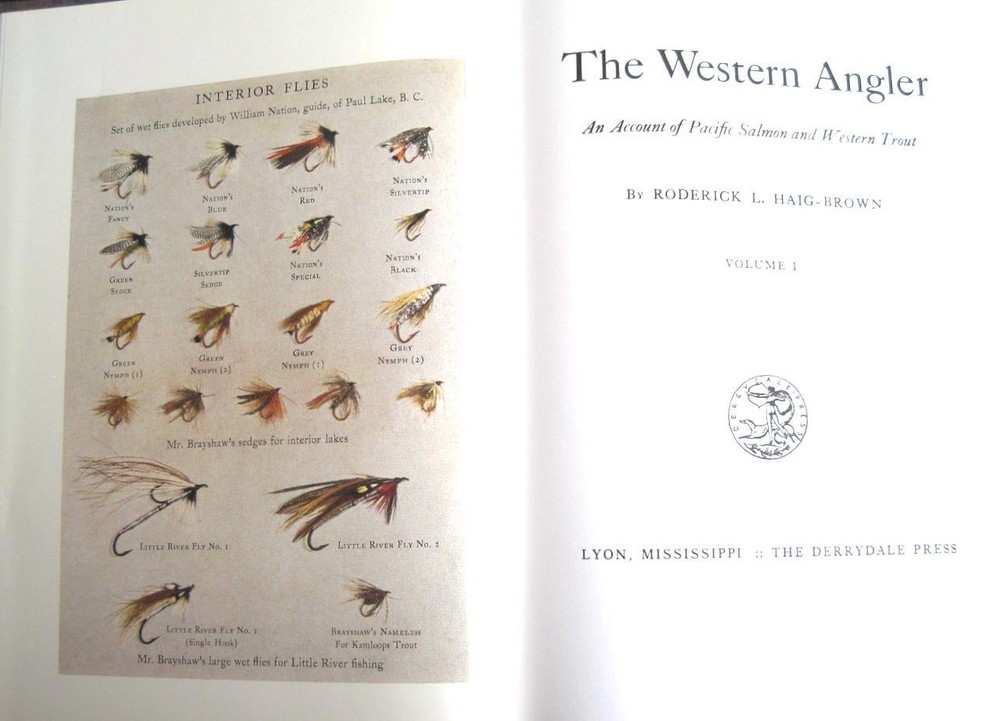 INTERIOR FLIES
Set of wet flies developed by William Nation, guide, of Paul Lake, B. C.
NATION'S FANCY
NATION'S BLUE
NATION'S RED
NATION'S SILVERTIP
GREEN SEDGE
SILVERTIP SEDGE
NATION'S SPECIAL
NATION'S BLACK
GREEN NYMPH (1)
GREEN NYMPH (2)
GREY NYMPH (1)
GREY NYMPH (2)
Mr. Brayshaw's sedges for interior lakes
LITTLE RIVER FLY NO. 1
LITTLE RIVER FLY NO. 2
LITTLE RIVER FLY NO. 1
(Single Hook)
BRAYSHAW'S NAMELESS
For Kamloops Trout
Mr. Brayshaw's large wet flies for Little River fishing
The Western Angler
An Account of Pacific Salmon and Western Trout
By RODERICK L. HAIG-BROWN
VOLUME I
DERRYDALE PRESS
LYON, MISSISSIPPI :: THE DERRYDALE PRESS